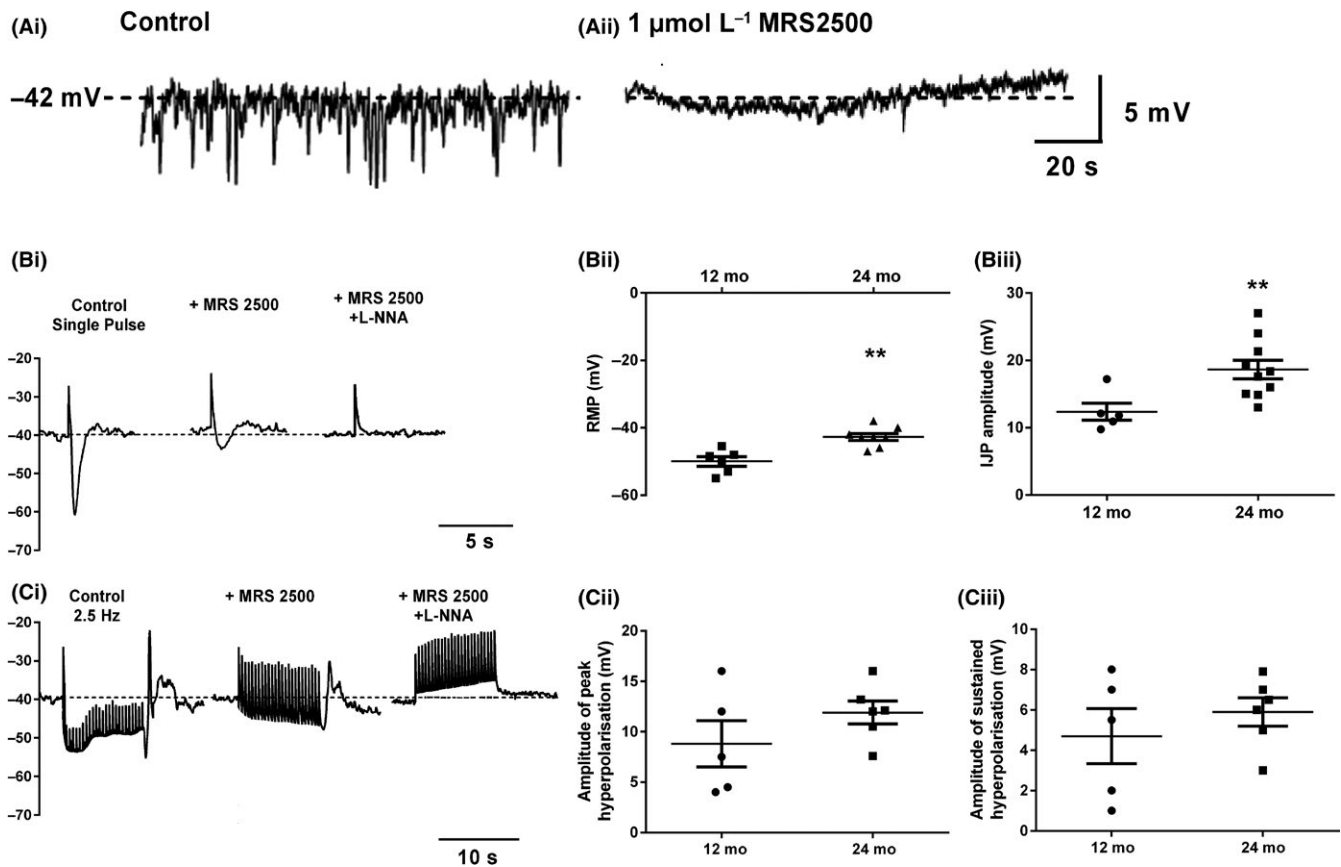 (Ai) Control
(Aii) 1 µmol L⁻¹ MRS2500
–42 mV
5 mV
20 s
(Bi)
Control
Single Pulse
+ MRS 2500
+ MRS 2500
+L-NNA
–20
–30
–40
–50
–60
–70
5 s
(Bii)
12 mo
24 mo
0
–20
–40
–60
RMP (mV)
**
(Biii)
**
30
20
10
0
IJP amplitude (mV)
12 mo
24 mo
(Ci)
Control
2.5 Hz
+ MRS 2500
+ MRS 2500
+L-NNA
–20
–30
–40
–50
–60
–70
10 s
(Cii)
20
15
10
5
0
Amplitude of peak
hyperpolarisation (mV)
12 mo
24 mo
(Ciii)
10
8
6
4
2
0
Amplitude of sustained
hyperpolarisation (mV)
12 mo
24 mo